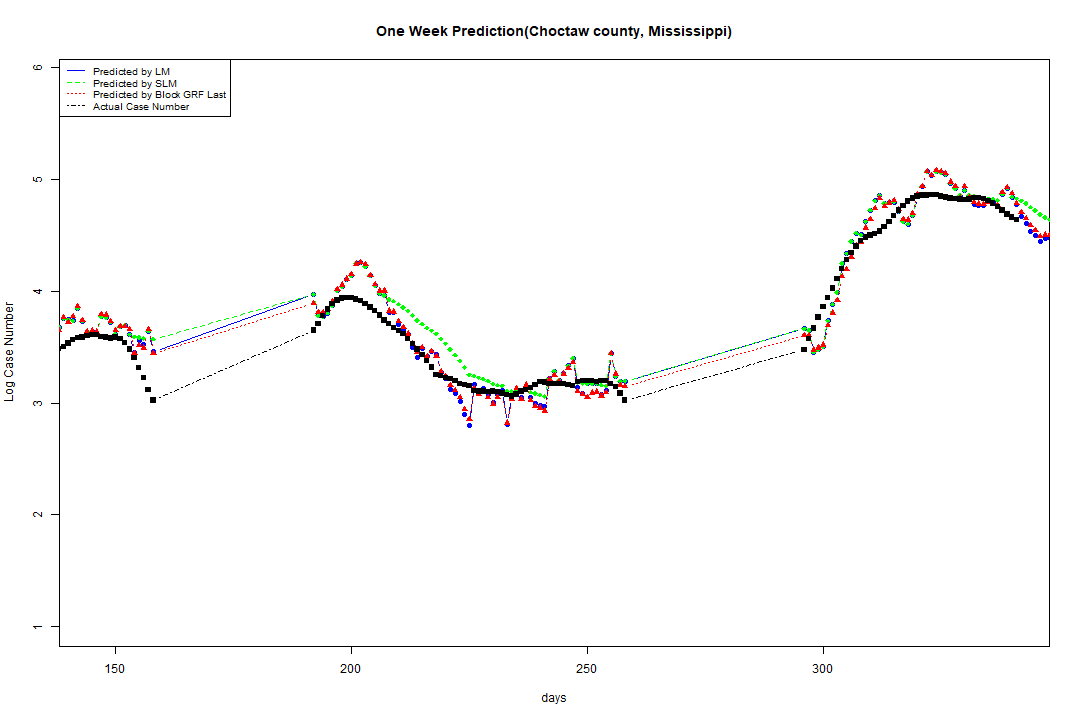 One Week Prediction(Choctaw county, Mississippi)
Predicted by LM
Predicted by SLM
Predicted by Block GRF Last
Actual Case Number
6
5
4
3
2
1
Log Case Number
150
200
250
300
days